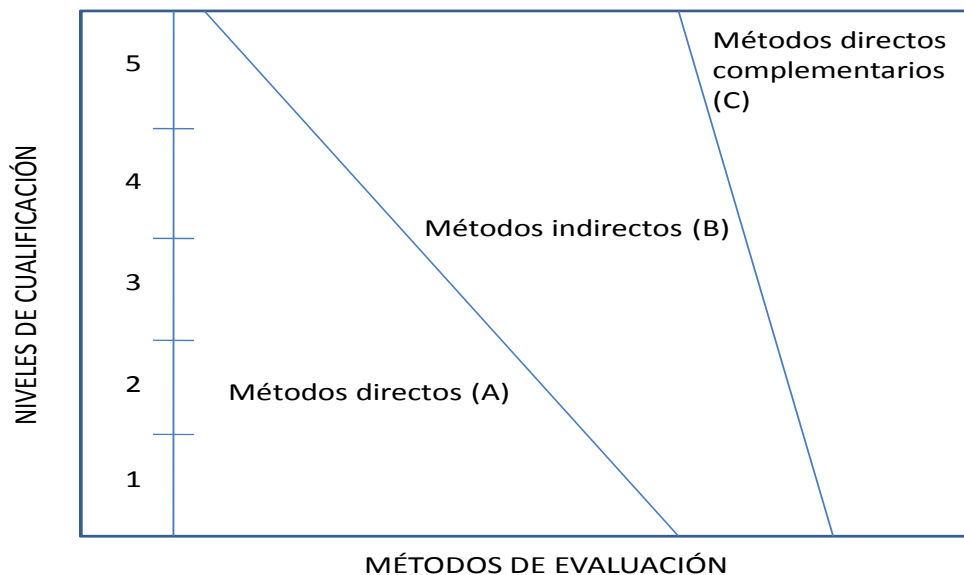 NIVELES DE CUALIFICACIÓN
5
4
3
2
1
Métodos directos
complementarios
(C)
Métodos indirectos (B)
Métodos directos (A)
MÉTODOS DE EVALUACIÓN